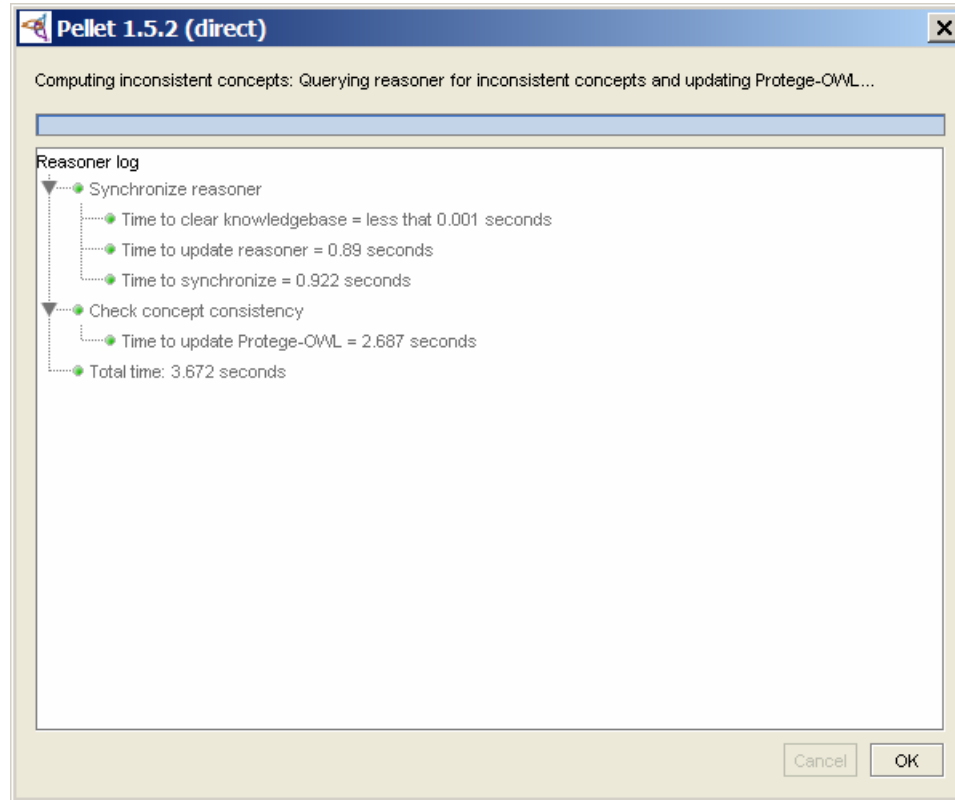 Pellet 1.5.2 (direct)
Computing inconsistent concepts: Querying reasoner for inconsistent concepts and updating Protege-OWL...
Reasoner log
Synchronize reasoner
Time to clear knowledgebase = less that 0.001 seconds
Time to update reasoner = 0.89 seconds
Time to synchronize = 0.922 seconds
Check concept consistency
Time to update Protege-OWL = 2.687 seconds
Total time: 3.672 seconds
Cancel OK